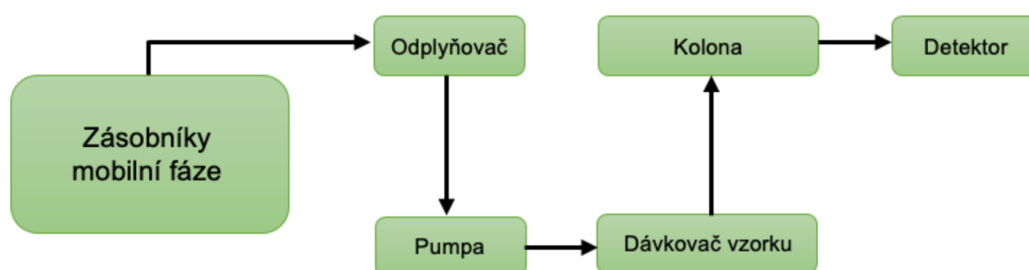 Zásobníky
mobilní fáze
Odplyňovač
Pumpa
Dávkovač vzorku
Kolona
Detektor